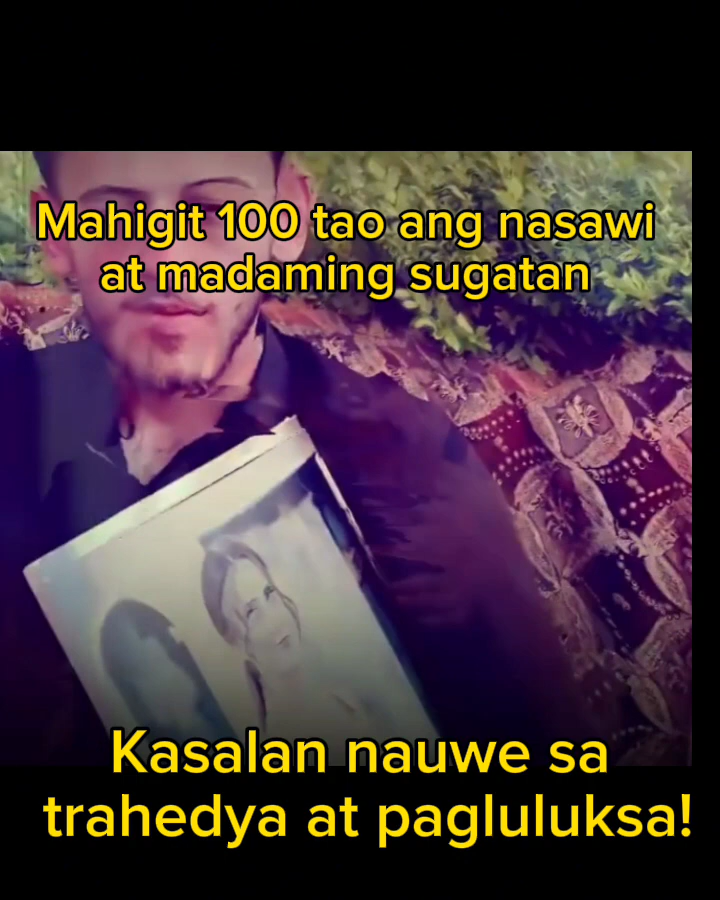 Mahigit 100 tao ang nasawi
at madaming sugatan
Kasalan nauwe sa
trahedya at pagluluksa!